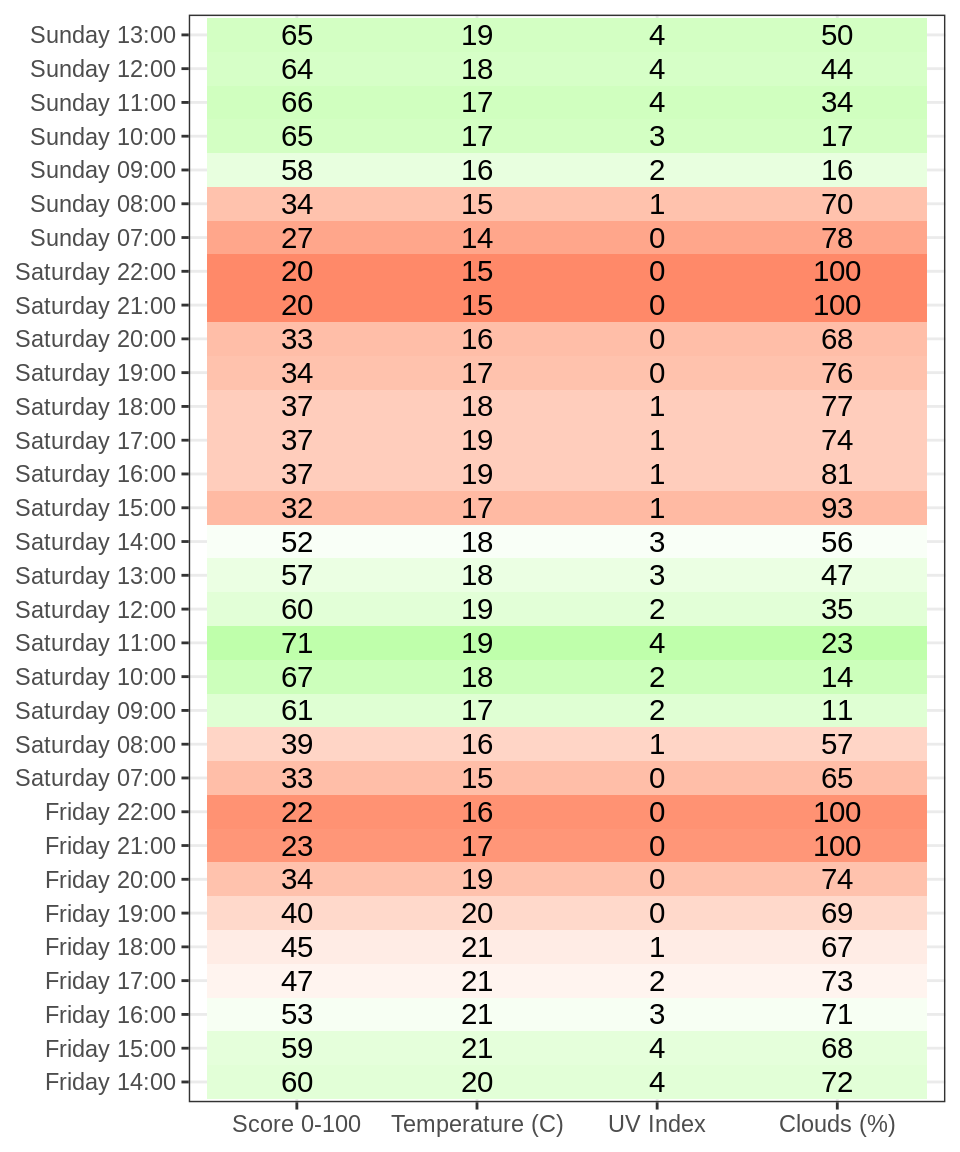 Sunday 13:00 65 19 4 50
Sunday 12:00 64 18 4 44
Sunday 11:00 66 17 4 34
Sunday 10:00 65 17 3 17
Sunday 09:00 58 16 2 16
Sunday 08:00 34 15 1 70
Sunday 07:00 27 14 0 78
Saturday 22:00 20 15 0 100
Saturday 21:00 20 15 0 100
Saturday 20:00 33 16 0 68
Saturday 19:00 34 17 0 76
Saturday 18:00 37 18 1 77
Saturday 17:00 37 19 1 74
Saturday 16:00 37 19 1 81
Saturday 15:00 32 17 1 93
Saturday 14:00 52 18 3 56
Saturday 13:00 57 18 3 47
Saturday 12:00 60 19 2 35
Saturday 11:00 71 19 4 23
Saturday 10:00 67 18 2 14
Saturday 09:00 61 17 2 11
Saturday 08:00 39 16 1 57
Saturday 07:00 33 15 0 65
Friday 22:00 22 16 0 100
Friday 21:00 23 17 0 100
Friday 20:00 34 19 0 74
Friday 19:00 40 20 0 69
Friday 18:00 45 21 1 67
Friday 17:00 47 21 2 73
Friday 16:00 53 21 3 71
Friday 15:00 59 21 4 68
Friday 14:00 60 20 4 72
Score 0-100 Temperature (C) UV Index Clouds (%)